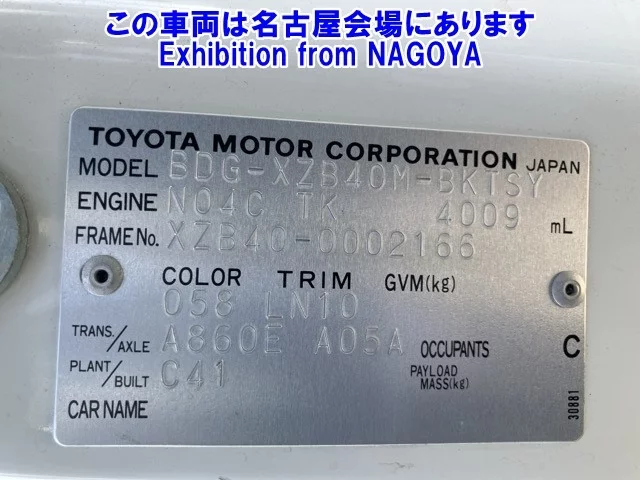 この車両は名古屋会場にあります
Exhibition from NAGOYA
TOYOTA MOTOR CORPORATION JAPAN
MODEL BDG-XZB40M-BKTSY
ENGINE N04C TK 4009 mL
FRAME No. XZB40-0002166
COLOR TRIM GVM(kg)
058 LN10
TRANS./AXLE A860E A05A OCCUPANTS C
PLANT/BUILT C41 PAYLOAD MASS(kg)
CAR NAME
30881